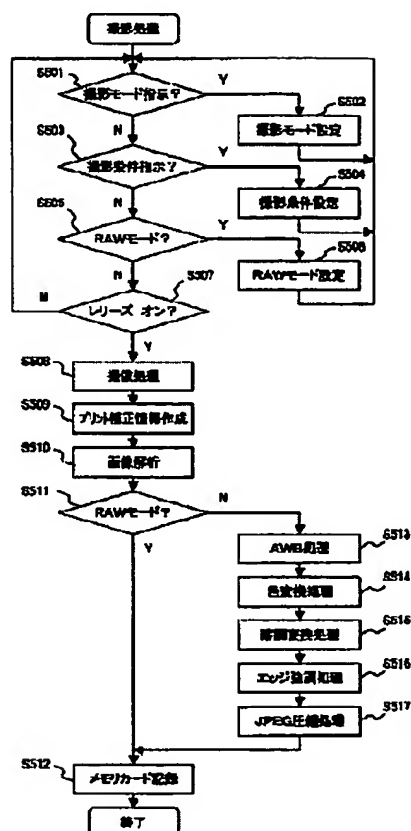 撮影処理
S501
撮影モード指示?
Y
S502
撮影モード設定
N
S503
撮影条件指示?
Y
S504
撮影条件設定
N
S505
RAWモード?
Y
S506
RAWモード設定
N
S507
レリーズ オン?
N
Y
S508
撮像処理
S509
プリント補正情報作成
S510
画像解析
S511
RAWモード?
N
Y
S513
AWB処理
S514
色変換処理
S515
階調変換処理
S516
エッジ強調処理
S517
JPEG圧縮処理
S512
メモリカード記録
終了